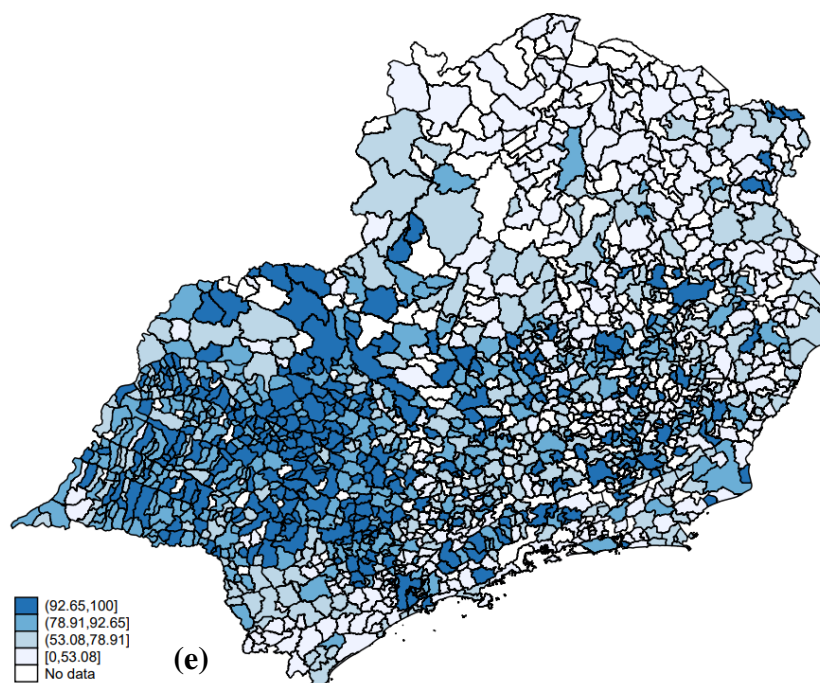 (92.65,100]
(78.91,92.65]
(53.08,78.91]
[0,53.08]
No data
(e)